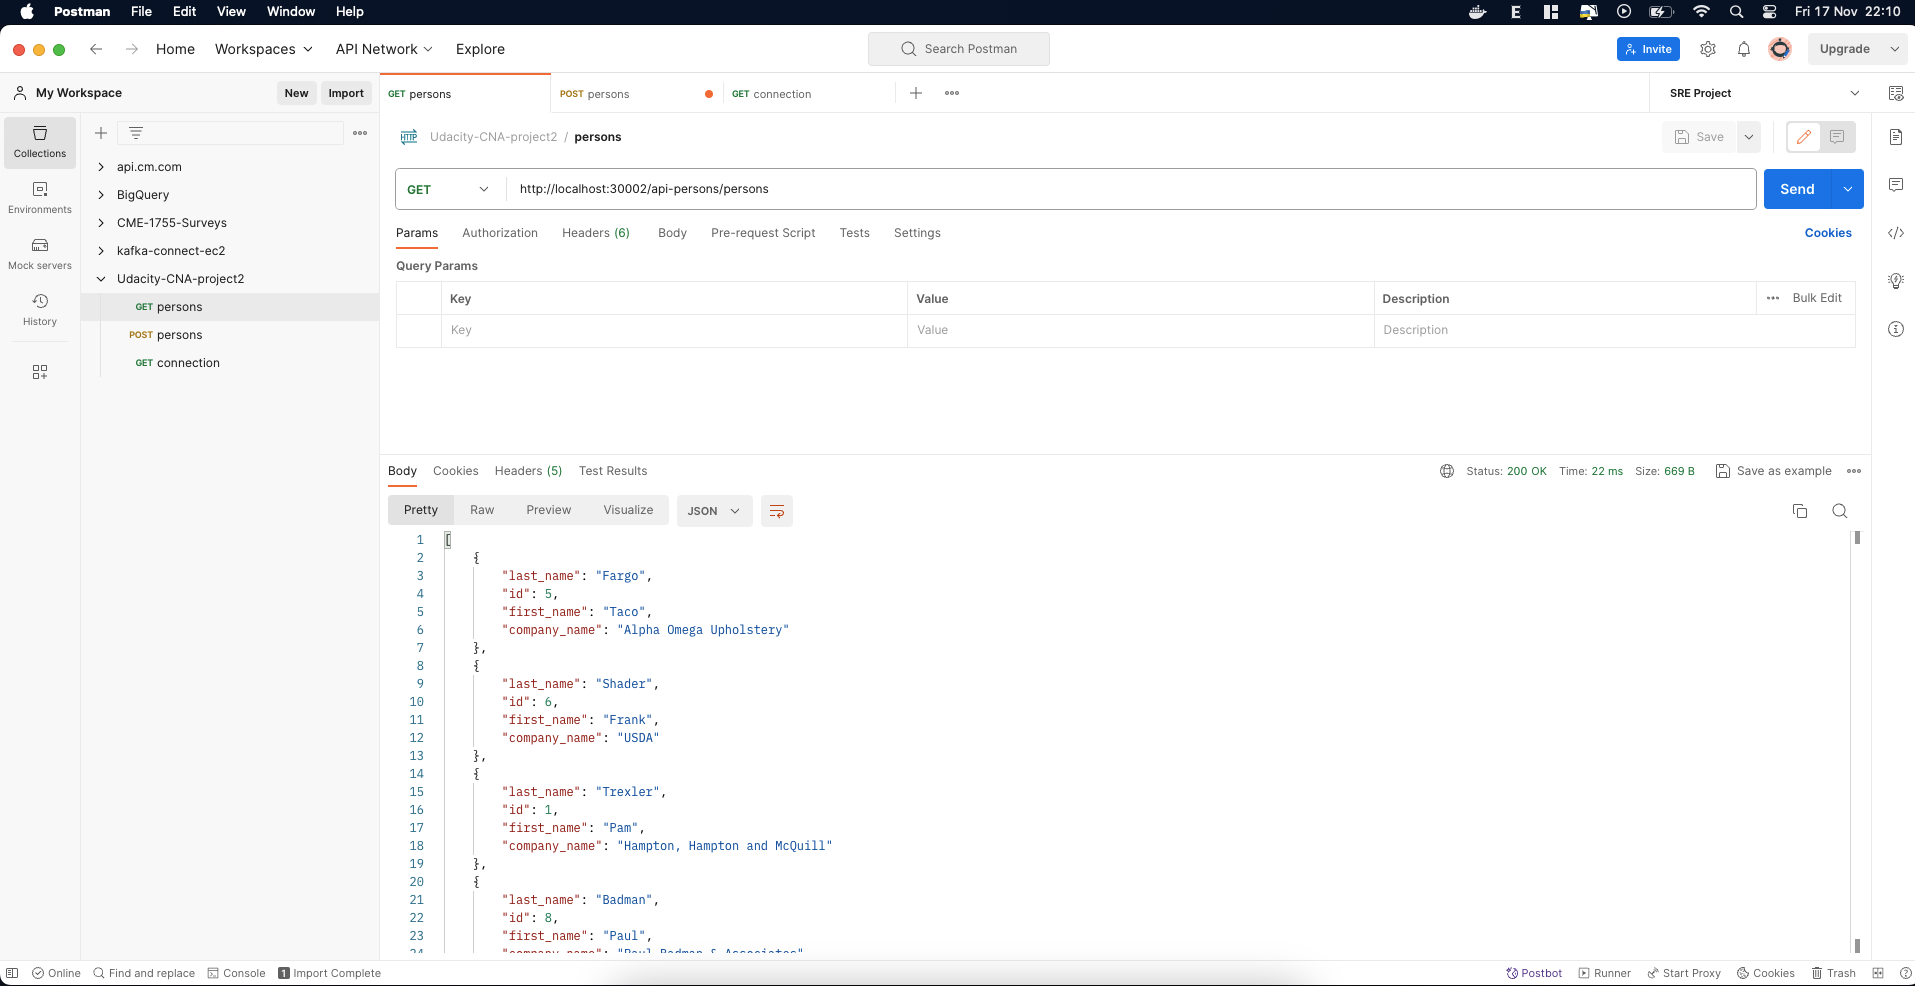 Postman File Edit View Window Help Fri 17 Nov 22:10
Home Workspaces API Network Explore Search Postman Invite Upgrade
My Workspace New Import GET persons POST persons GET connection SRE Project
Collections
Environments
Mock servers
History
api.cm.com
BigQuery
CME-1755-Surveys
kafka-connect-ec2
Udacity-CNA-project2
GET persons
POST persons
GET connection
HTTP Udacity-CNA-project2 / persons Save
GET http://localhost:30002/api-persons/persons Send
Params Authorization Headers (6) Body Pre-request Script Tests Settings Cookies
Query Params
Key Value Description Bulk Edit
Key Value Description
Body Cookies Headers (5) Test Results Status: 200 OK Time: 22 ms Size: 669 B Save as example
Pretty Raw Preview Visualize JSON
1 [
2 {
3 "last_name": "Fargo",
4 "id": 5,
5 "first_name": "Taco",
6 "company_name": "Alpha Omega Upholstery"
7 },
8 {
9 "last_name": "Shader",
10 "id": 6,
11 "first_name": "Frank",
12 "company_name": "USDA"
13 },
14 {
15 "last_name": "Trexler",
16 "id": 1,
17 "first_name": "Pam",
18 "company_name": "Hampton, Hampton and McQuill"
19 },
20 {
21 "last_name": "Badman",
22 "id": 8,
23 "first_name": "Paul",
24 "company_name": "Paul Badman & Associates"
Online Find and replace Console 1 Import Complete Postbot Runner Start Proxy Cookies Trash